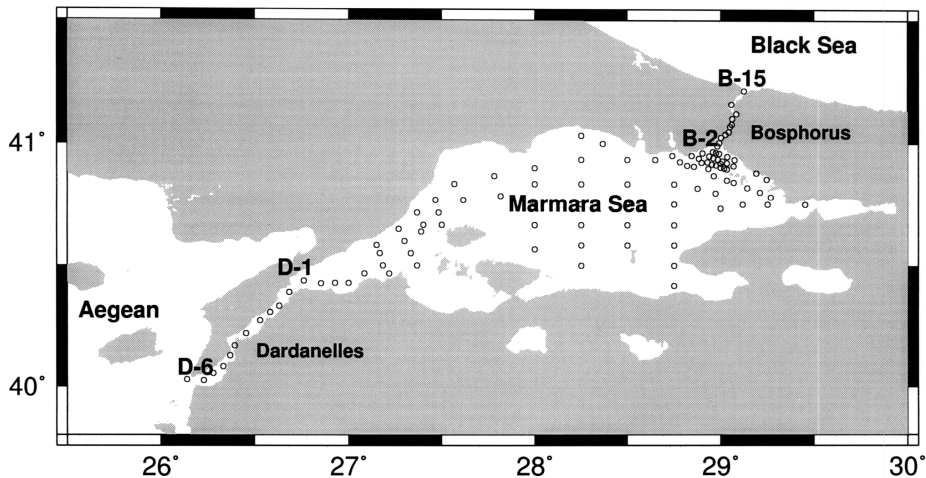 Black Sea
B-15
41°
B-2
Bosphorus
Marmara Sea
D-1
Aegean
Dardanelles
D-6
40°
26°
27°
28°
29°
30°